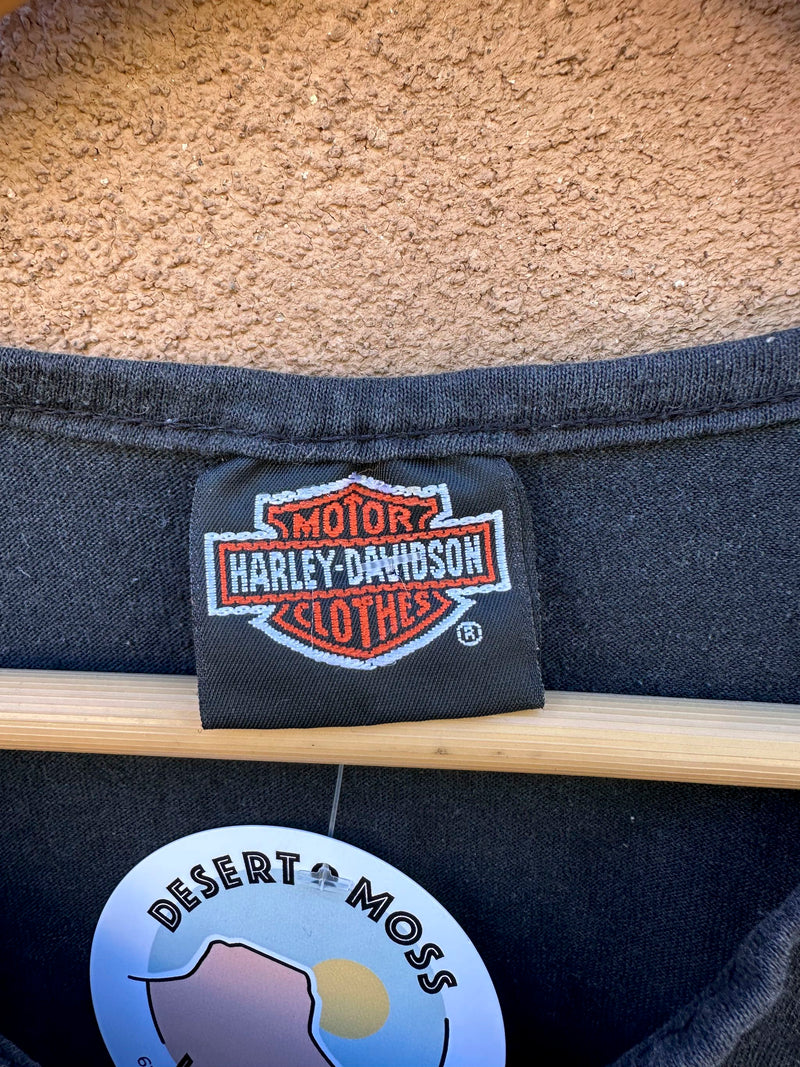 MOTOR
HARLEY-DAVIDSON
CLOTHES
®
DESERT MOSS